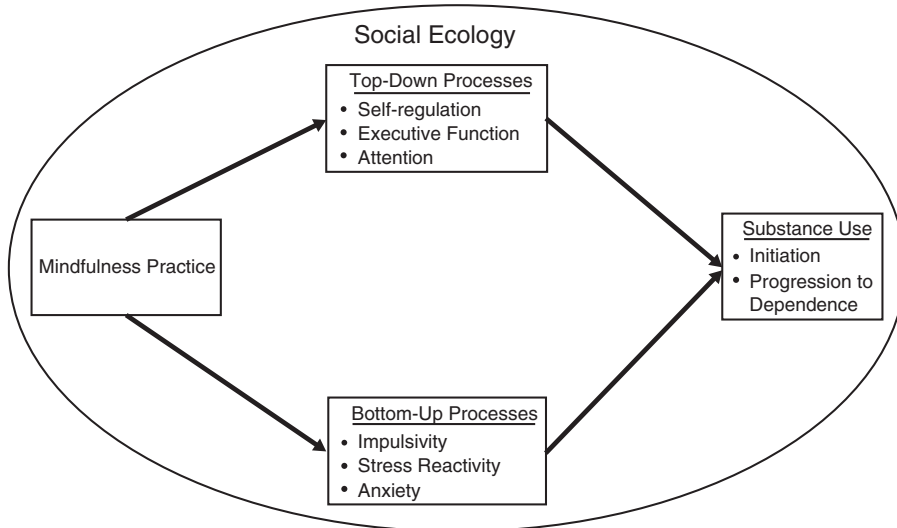 Social Ecology
Top-Down Processes
• Self-regulation
• Executive Function
• Attention
Mindfulness Practice
Substance Use
• Initiation
• Progression to
Dependence
Bottom-Up Processes
• Impulsivity
• Stress Reactivity
• Anxiety